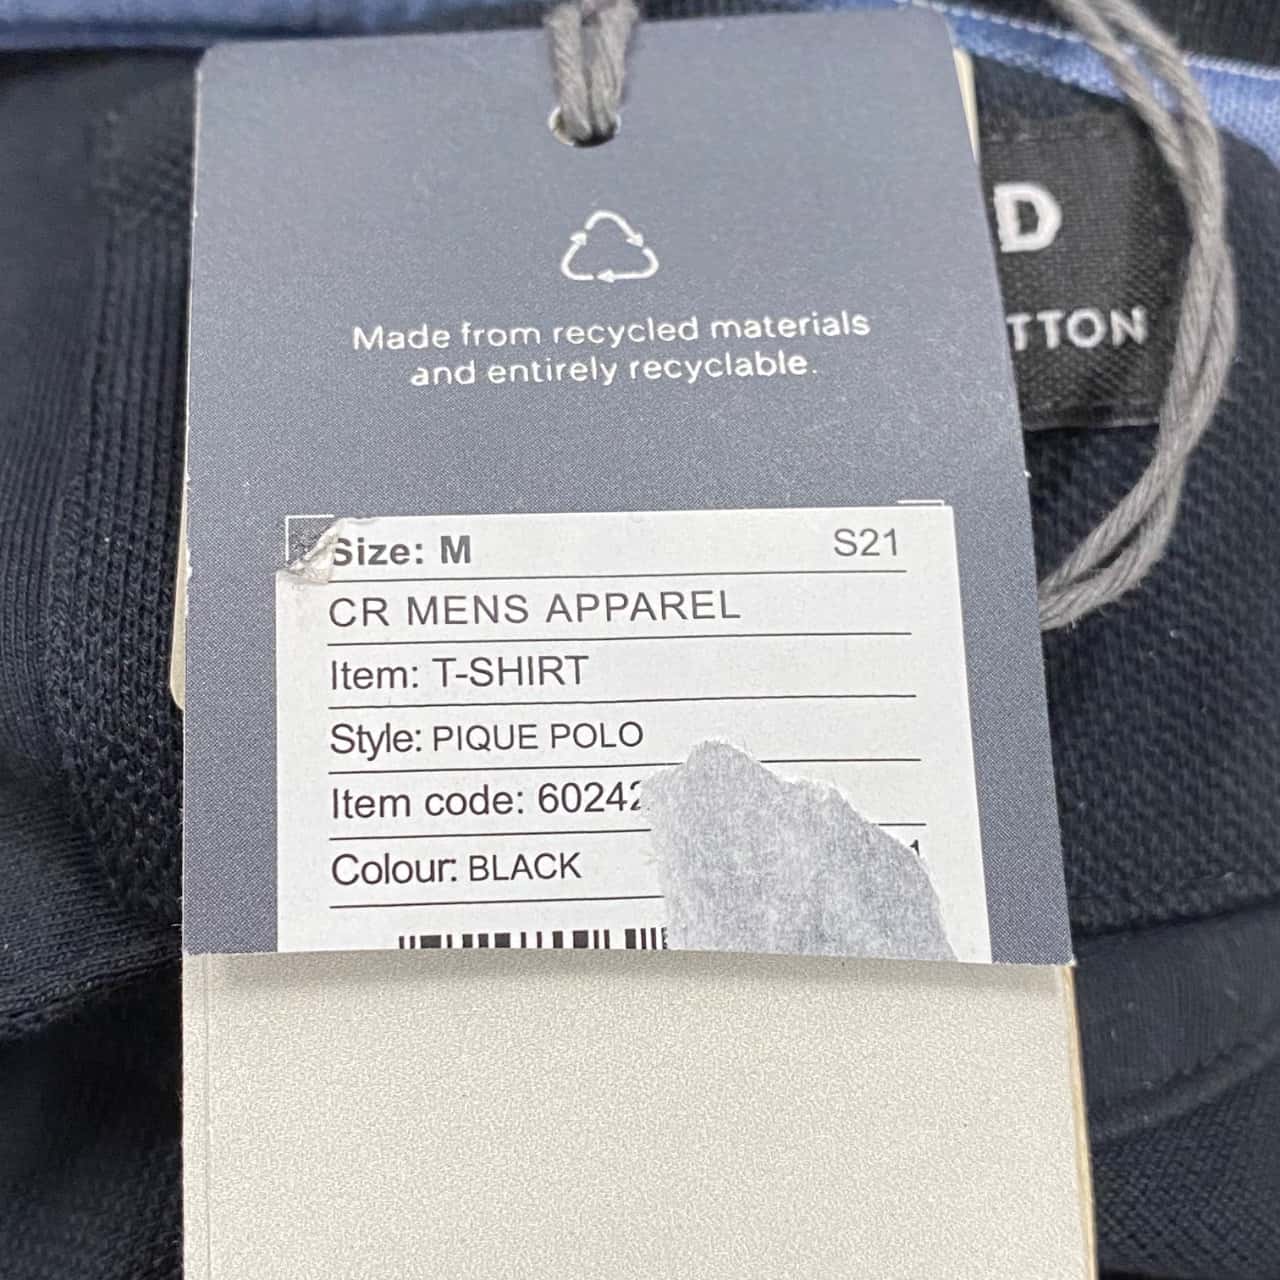 D
TTON
Made from recycled materials
and entirely recyclable.
Size: M S21
CR MENS APPAREL
Item: T-SHIRT
Style: PIQUE POLO
Item code: 60242
Colour: BLACK 1